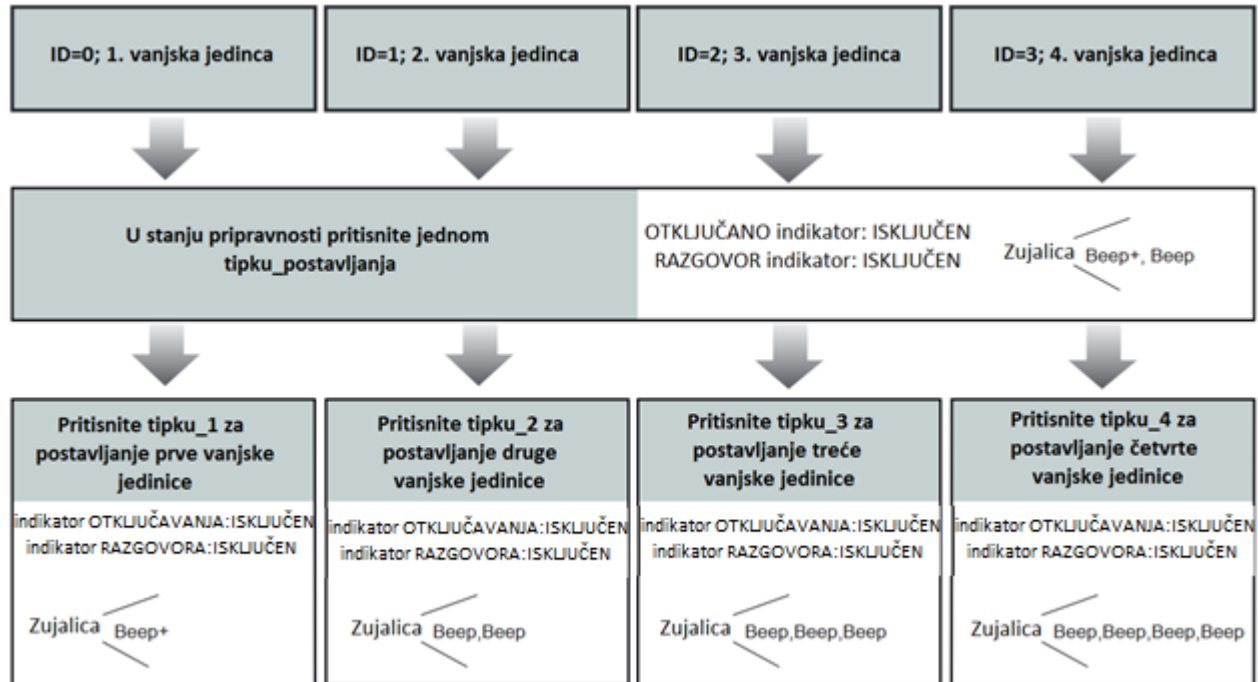 ID=0; 1. vanjska jedinca
ID=1; 2. vanjska jedinca
ID=2; 3. vanjska jedinca
ID=3; 4. vanjska jedinca
U stanju pripravnosti pritisnite jednom
tipku_postavljanja
OTKLJUČANO indikator: ISKLJUČEN
RAZGOVOR indikator: ISKLJUČEN
Zujalica Beep+, Beep
Pritisnite tipku_1 za
postavljanje prve vanjske
jedinice
indikator OTKLJUČAVANJA:ISKLJUČEN
indikator RAZGOVORA:ISKLJUČEN
Zujalica Beep+
Pritisnite tipku_2 za
postavljanje druge
vanjske jedinice
indikator OTKLJUČAVANJA:ISKLJUČEN
indikator RAZGOVORA:ISKLJUČEN
Zujalica Beep,Beep
Pritisnite tipku_3 za
postavljanje treće
vanjske jedinice
indikator OTKLJUČAVANJA:ISKLJUČEN
indikator RAZGOVORA:ISKLJUČEN
Zujalica Beep,Beep,Beep
Pritisnite tipku_4 za
postavljanje četvrte
vanjske jedinice
indikator OTKLJUČAVANJA:ISKLJUČEN
indikator RAZGOVORA:ISKLJUČEN
Zujalica Beep,Beep,Beep,Beep